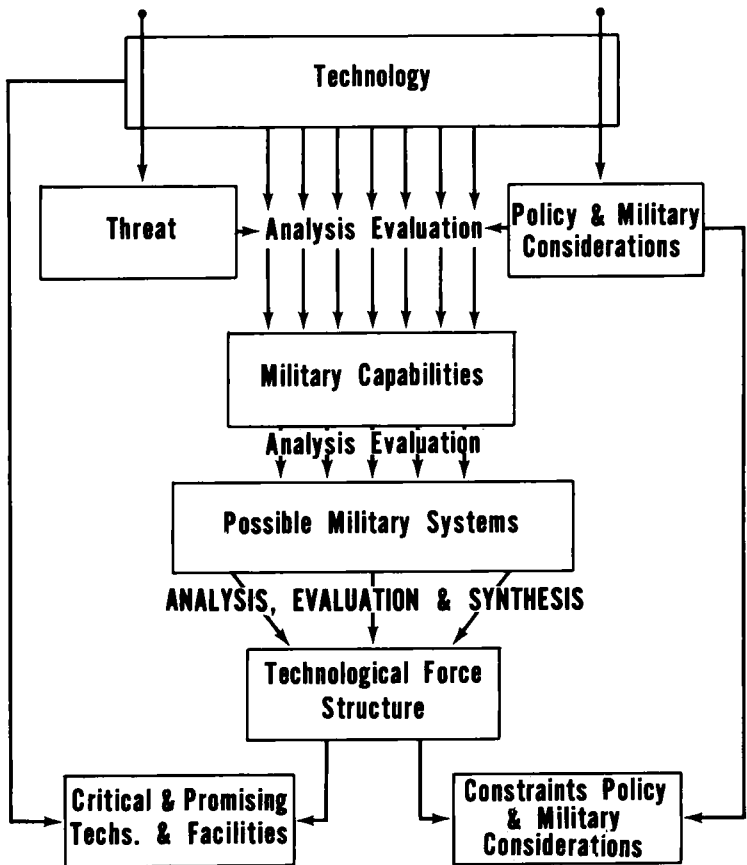 Technology
Threat
Analysis Evaluation
Policy & Military
Considerations
Military Capabilities
Analysis Evaluation
Possible Military Systems
ANALYSIS, EVALUATION & SYNTHESIS
Technological Force
Structure
Critical & Promising
Techs. & Facilities
Constraints Policy
& Military
Considerations